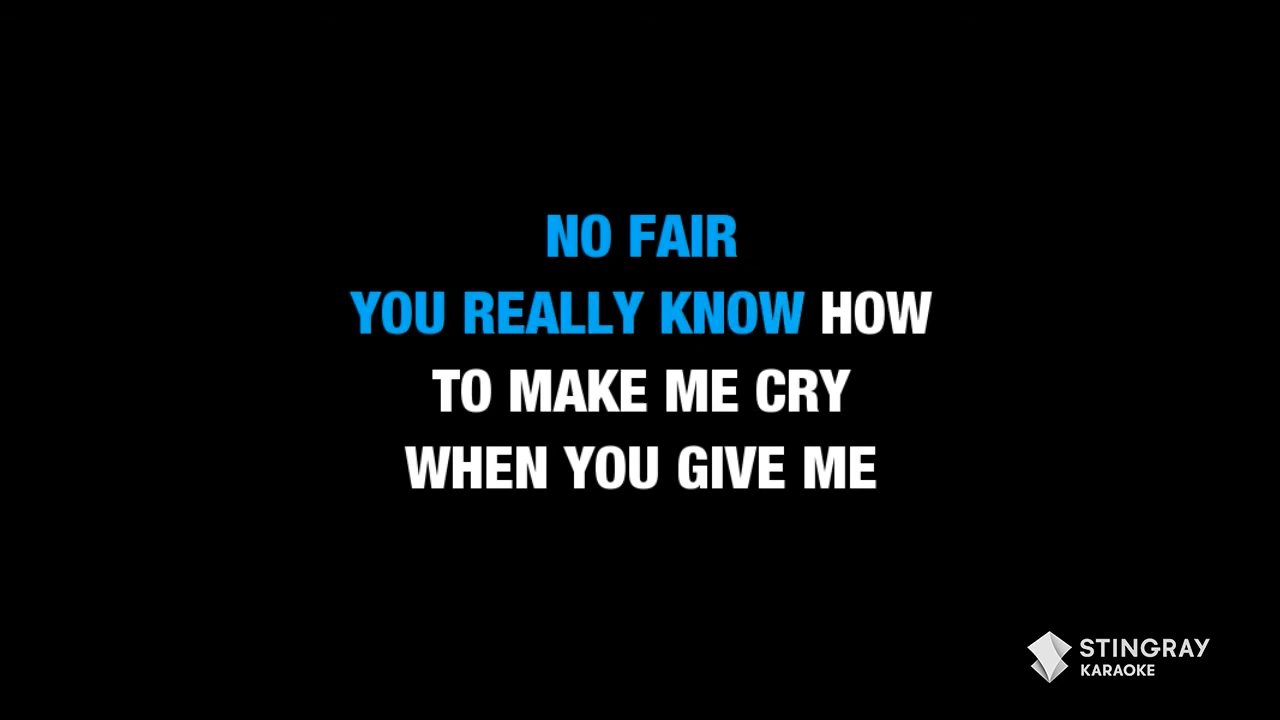 NO FAIR
YOU REALLY KNOW HOW
TO MAKE ME CRY
WHEN YOU GIVE ME
STINGRAY
KARAOKE